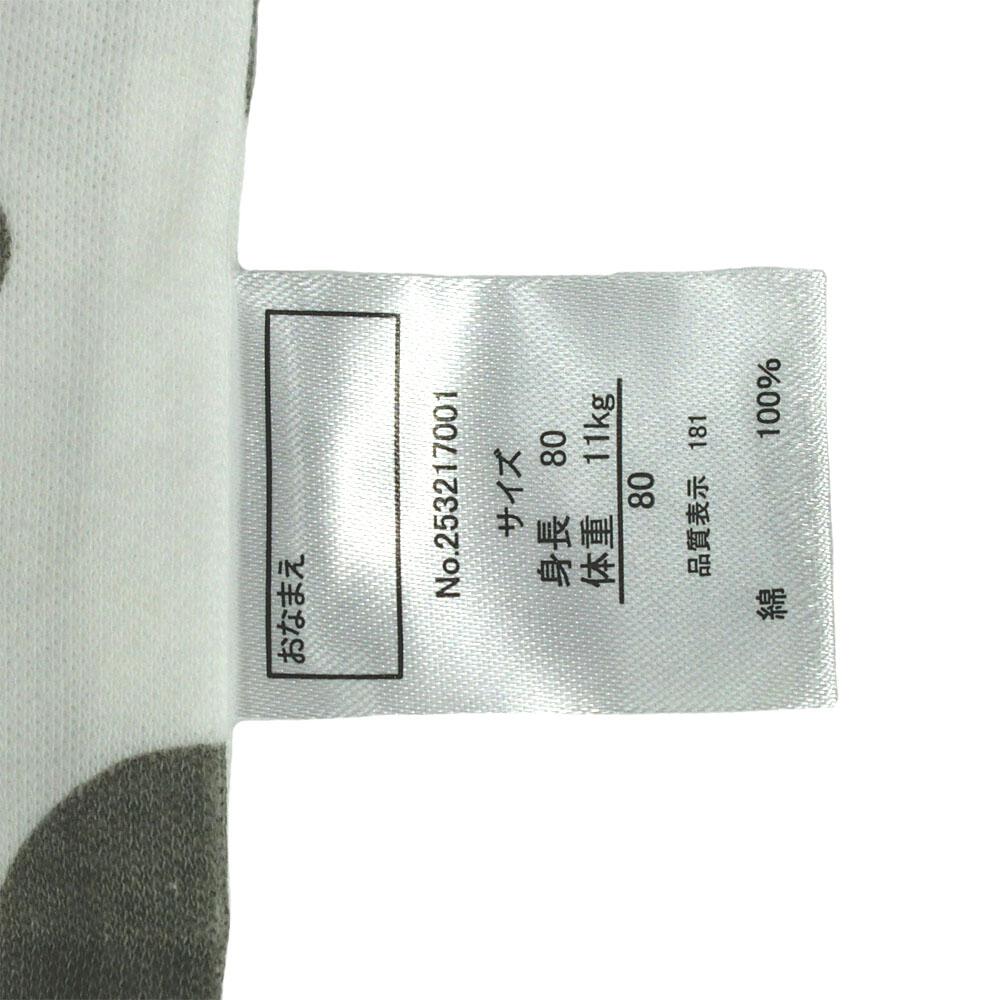 おなまえ
No.253217001
サイズ
身長 80
体重 11kg
80
品質表示 181
綿 100%